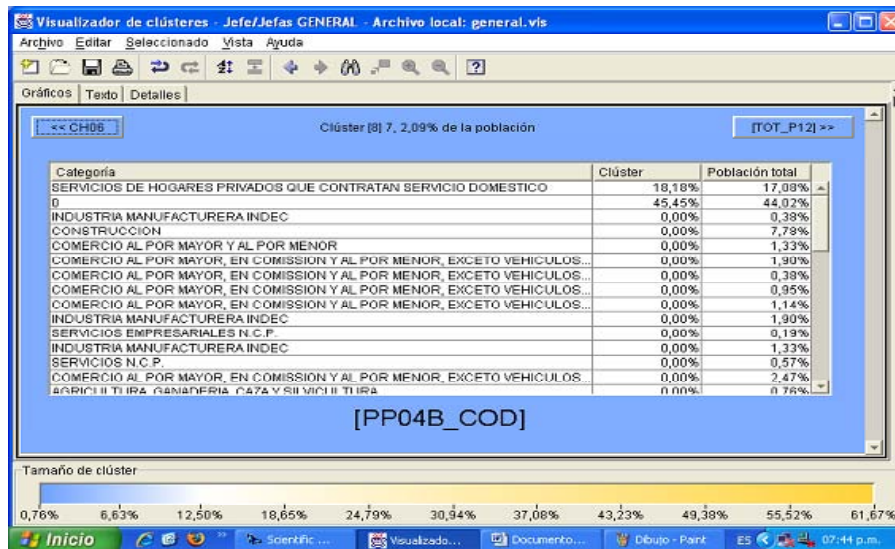 Visualizador de clústeres - Jefe/Jefas GENERAL - Archivo local: general.vis
Archivo Editar Seleccionado Vista Ayuda
Gráficos Texto Detalles
<< CH06 Clúster [8] 7, 2,09% de la población [TOT_P12] >>
Categoría Clúster Población total
SERVICIOS DE HOGARES PRIVADOS QUE CONTRATAN SERVICIO DOMESTICO 18,18% 17,08%
0 45,45% 44,02%
INDUSTRIA MANUFACTURERA INDEC 0,00% 0,38%
CONSTRUCCION 0,00% 7,79%
COMERCIO AL POR MAYOR Y AL POR MENOR 0,00% 1,33%
COMERCIO AL POR MAYOR, EN COMISSION Y AL POR MENOR, EXCETO VEHICULOS... 0,00% 1,90%
COMERCIO AL POR MAYOR, EN COMISSION Y AL POR MENOR, EXCETO VEHICULOS... 0,00% 0,38%
COMERCIO AL POR MAYOR, EN COMISSION Y AL POR MENOR, EXCETO VEHICULOS... 0,00% 0,95%
COMERCIO AL POR MAYOR, EN COMISSION Y AL POR MENOR, EXCETO VEHICULOS... 0,00% 1,14%
INDUSTRIA MANUFACTURERA INDEC 0,00% 1,90%
SERVICIOS EMPRESARIALES N.C.P. 0,00% 0,19%
INDUSTRIA MANUFACTURERA INDEC 0,00% 1,33%
SERVICIOS N.C.P. 0,00% 0,57%
COMERCIO AL POR MAYOR, EN COMISSION Y AL POR MENOR, EXCETO VEHICULOS... 0,00% 2,47%
AGRICULTURA, GANADERIA, CAZA Y SILVICULTURA 0,00% 0,76%
[PP04B_COD]
Tamaño de clúster
0,76% 6,63% 12,50% 18,65% 24,79% 30,94% 37,08% 43,23% 49,38% 55,52% 61,67%
Inicio Scientific ... Visualizado... Documento... Dibujo - Paint ES 07:44 p.m.